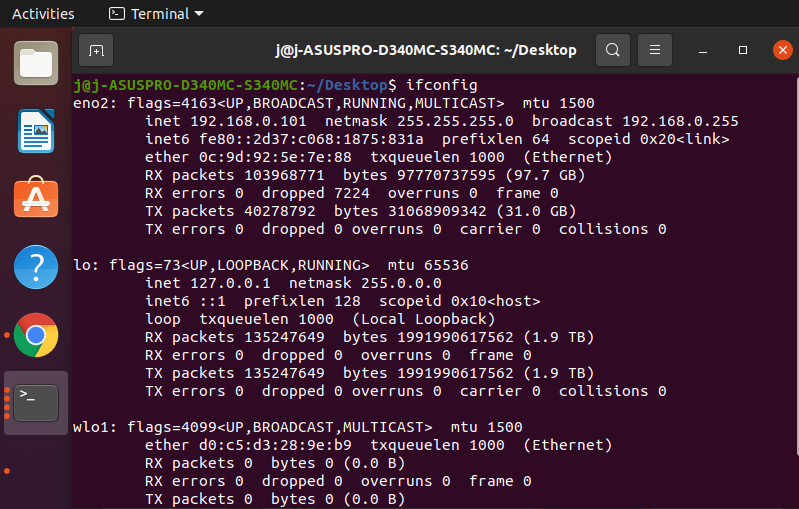 Activities Terminal
j@j-ASUSPRO-D340MC-S340MC: ~/Desktop
j@j-ASUSPRO-D340MC-S340MC:~/Desktop$ ifconfig
eno2: flags=4163<UP,BROADCAST,RUNNING,MULTICAST>  mtu 1500
        inet 192.168.0.101  netmask 255.255.255.0  broadcast 192.168.0.255
        inet6 fe80::2d37:c068:1875:831a  prefixlen 64  scopeid 0x20<link>
        ether 0c:9d:92:5e:7e:88  txqueuelen 1000  (Ethernet)
        RX packets 103968771  bytes 97770737595 (97.7 GB)
        RX errors 0  dropped 7224  overruns 0  frame 0
        TX packets 40278792  bytes 31068909342 (31.0 GB)
        TX errors 0  dropped 0 overruns 0  carrier 0  collisions 0
lo: flags=73<UP,LOOPBACK,RUNNING>  mtu 65536
        inet 127.0.0.1  netmask 255.0.0.0
        inet6 ::1  prefixlen 128  scopeid 0x10<host>
        loop  txqueuelen 1000  (Local Loopback)
        RX packets 135247649  bytes 1991990617562 (1.9 TB)
        RX errors 0  dropped 0  overruns 0  frame 0
        TX packets 135247649  bytes 1991990617562 (1.9 TB)
        TX errors 0  dropped 0 overruns 0  carrier 0  collisions 0
wlo1: flags=4099<UP,BROADCAST,MULTICAST>  mtu 1500
        ether d0:c5:d3:28:9e:b9  txqueuelen 1000  (Ethernet)
        RX packets 0  bytes 0 (0.0 B)
        RX errors 0  dropped 0  overruns 0  frame 0
        TX packets 0  bytes 0 (0.0 B)